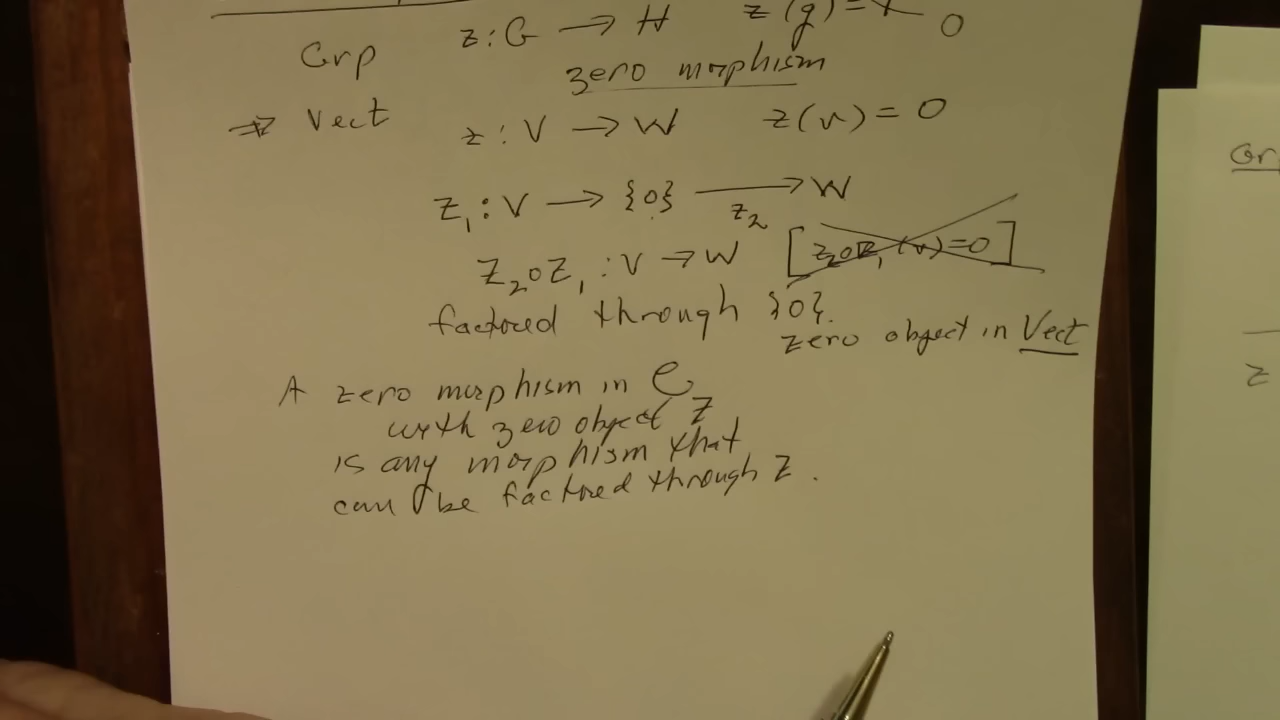 z : G → H z(g) = 0
Grp
zero morphism
⇒ Vect z : V → W z(v) = 0
z₁ : V → {0} → W
z₂
z₂ o z₁ : V → W [z₂ o z₁(v) = 0]
factored through {0}.
zero object in Vect
A zero morphism in C
with zero object Z
is any morphism that
can be factored through Z.
Gr
z